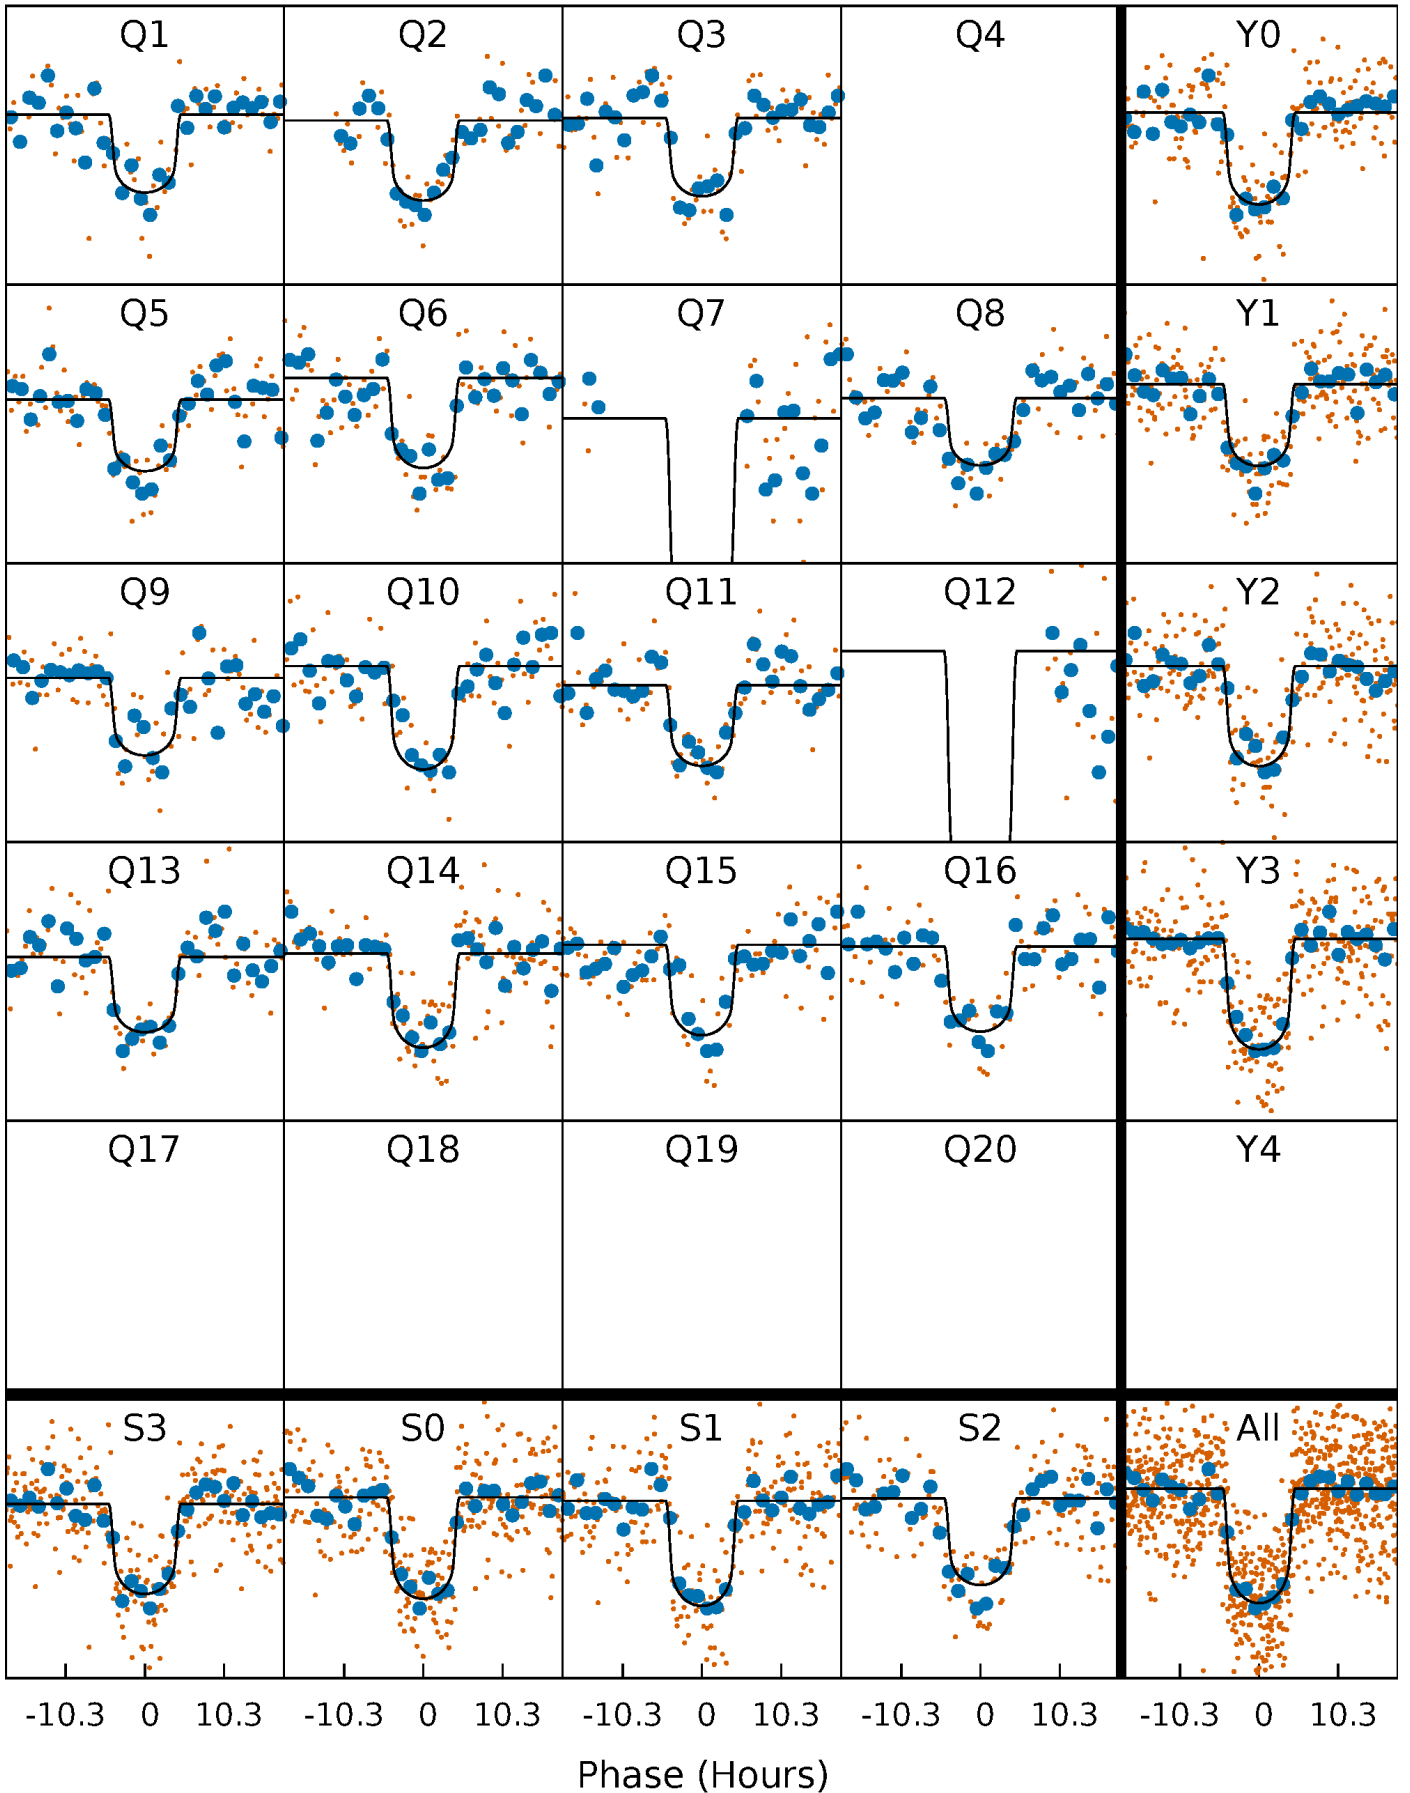 Q1 Q2 Q3 Q4 Y0
Q5 Q6 Q7 Q8 Y1
Q9 Q10 Q11 Q12 Y2
Q13 Q14 Q15 Q16 Y3
Q17 Q18 Q19 Q20 Y4
S3 S0 S1 S2 All
-10.3 0 10.3 -10.3 0 10.3 -10.3 0 10.3 -10.3 0 10.3 -10.3 0 10.3
Phase (Hours)